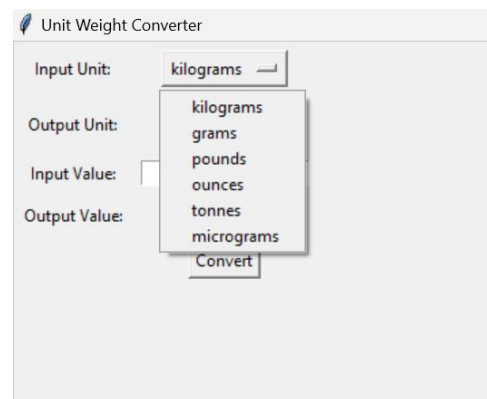 Unit Weight Converter
Input Unit: kilograms
kilograms
grams
Output Unit:
pounds
Input Value:
ounces
Output Value:
tonnes
micrograms
Convert